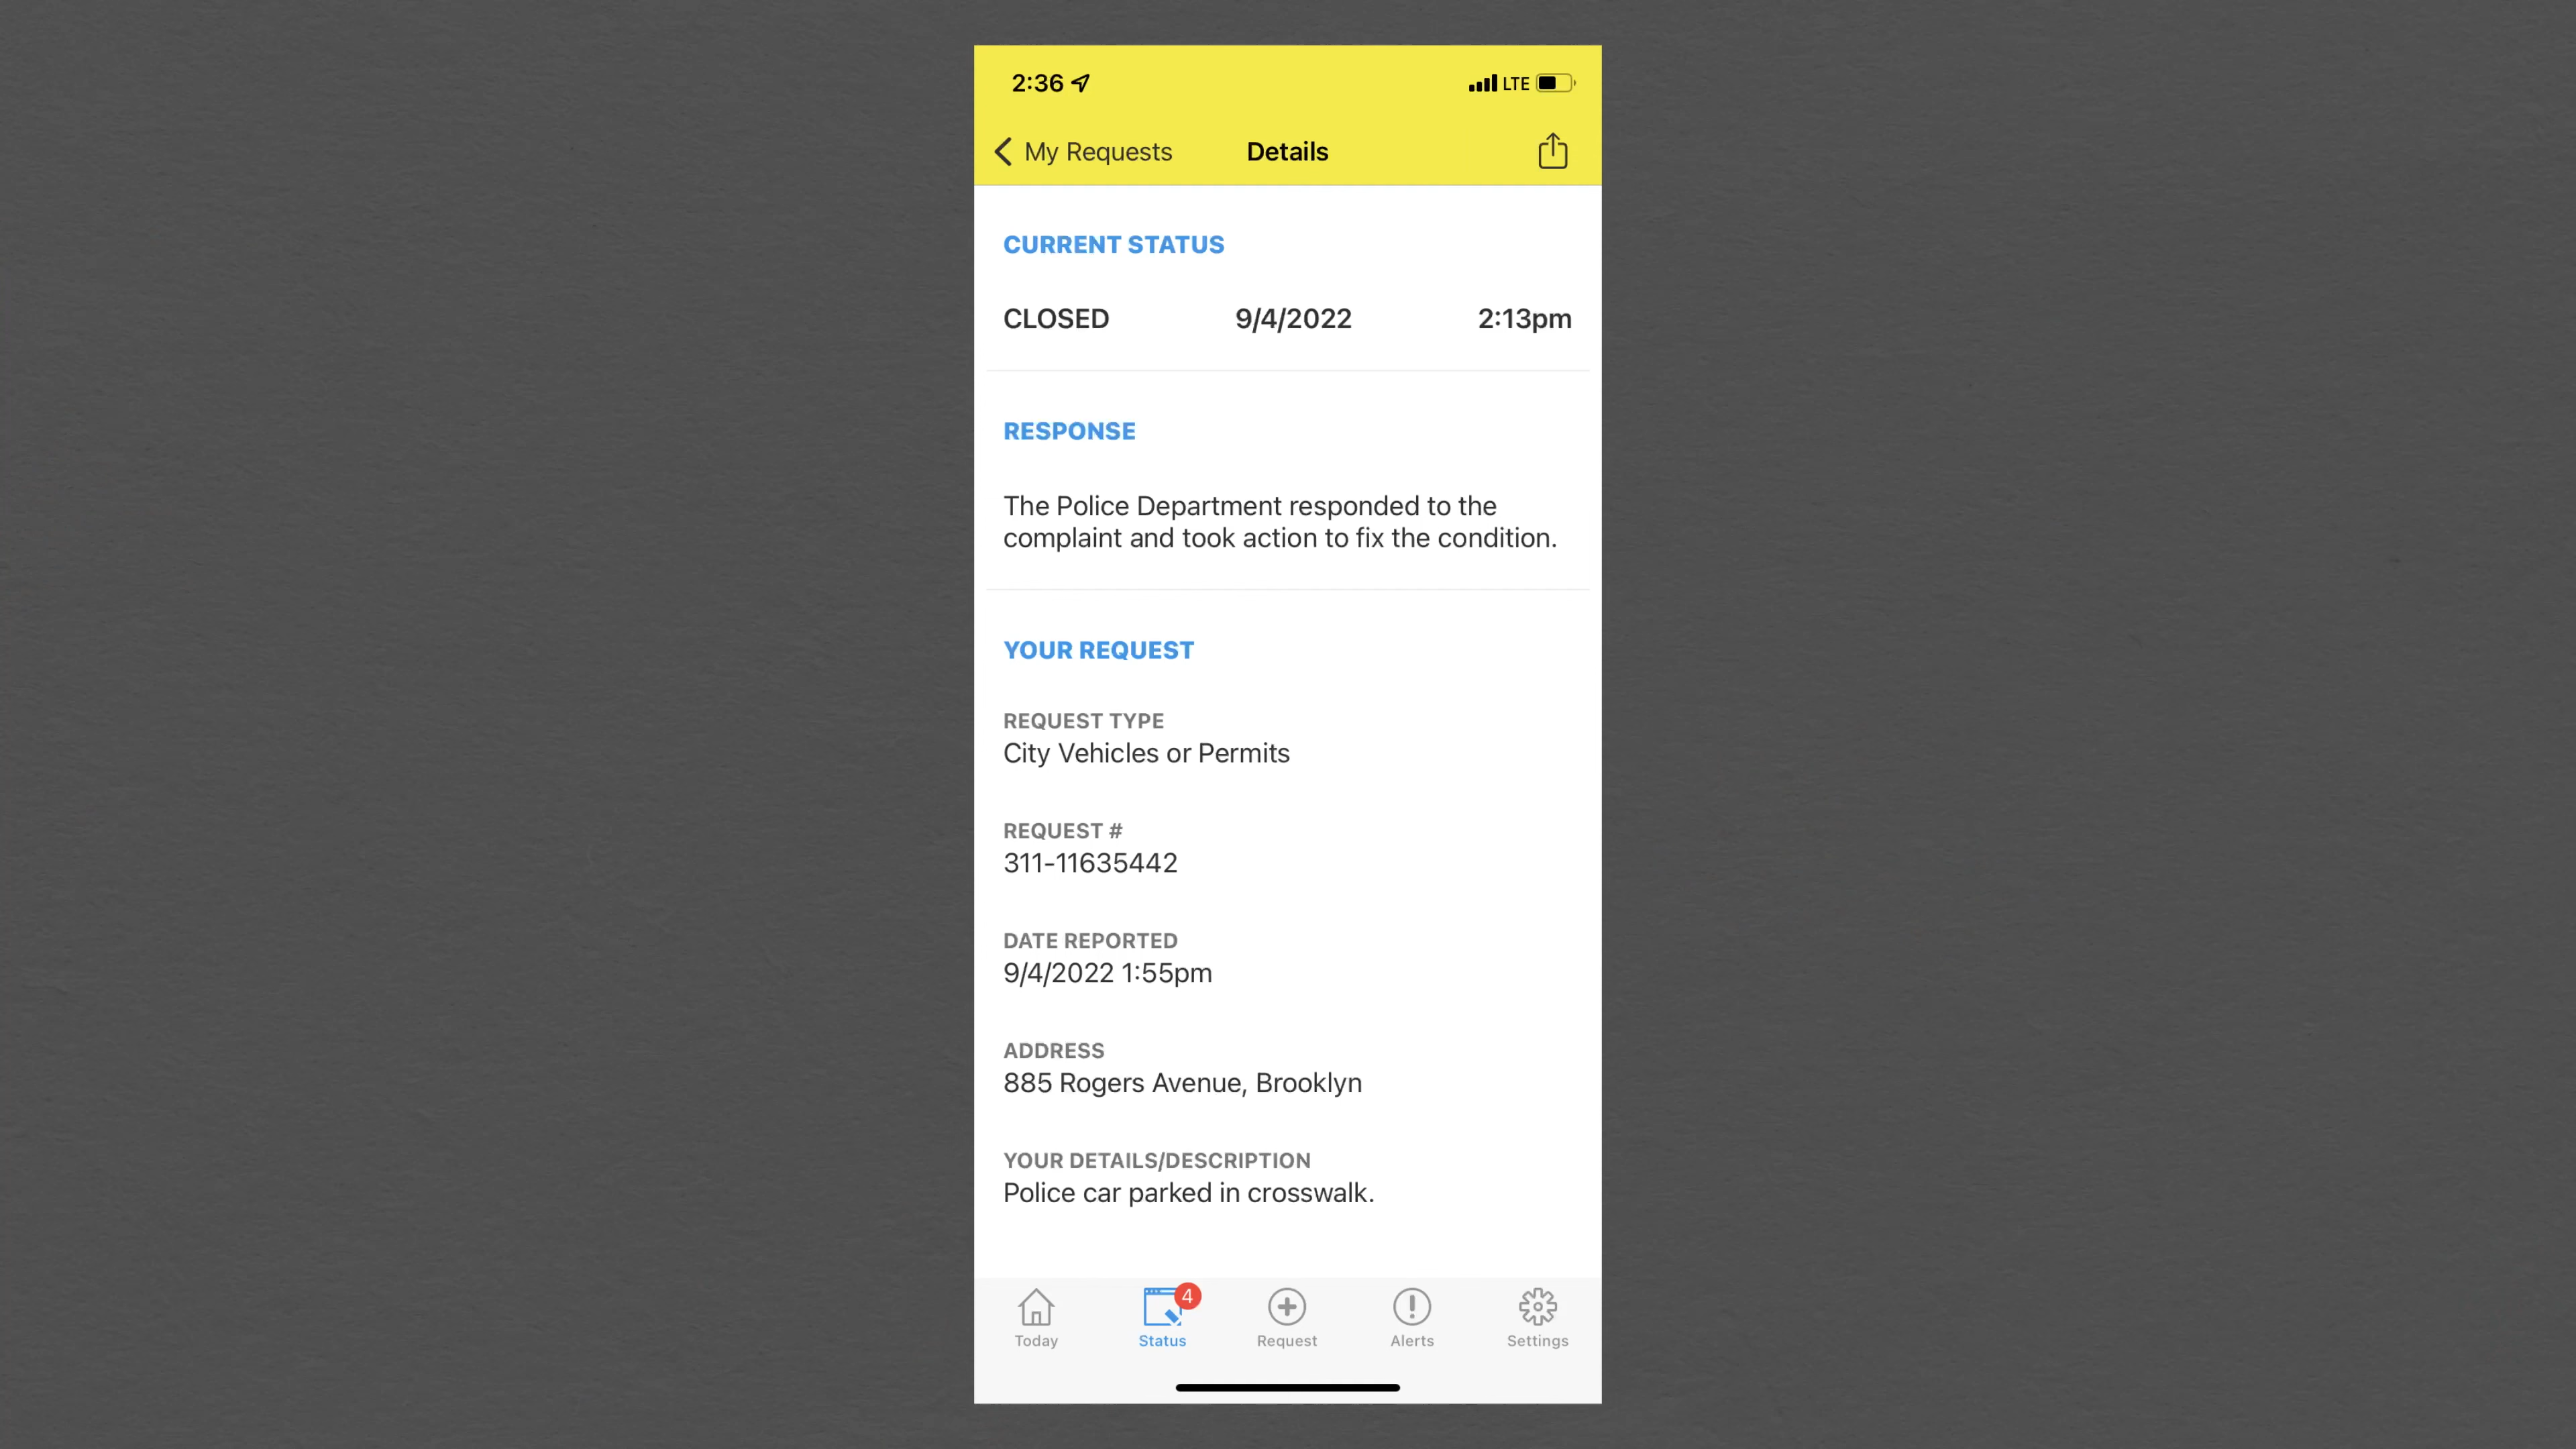 2:36 LTE
My Requests Details
CURRENT STATUS
CLOSED 9/4/2022 2:13pm
RESPONSE
The Police Department responded to the
complaint and took action to fix the condition.
YOUR REQUEST
REQUEST TYPE
City Vehicles or Permits
REQUEST #
311-11635442
DATE REPORTED
9/4/2022 1:55pm
ADDRESS
885 Rogers Avenue, Brooklyn
YOUR DETAILS/DESCRIPTION
Police car parked in crosswalk.
4
Today Status Request Alerts Settings